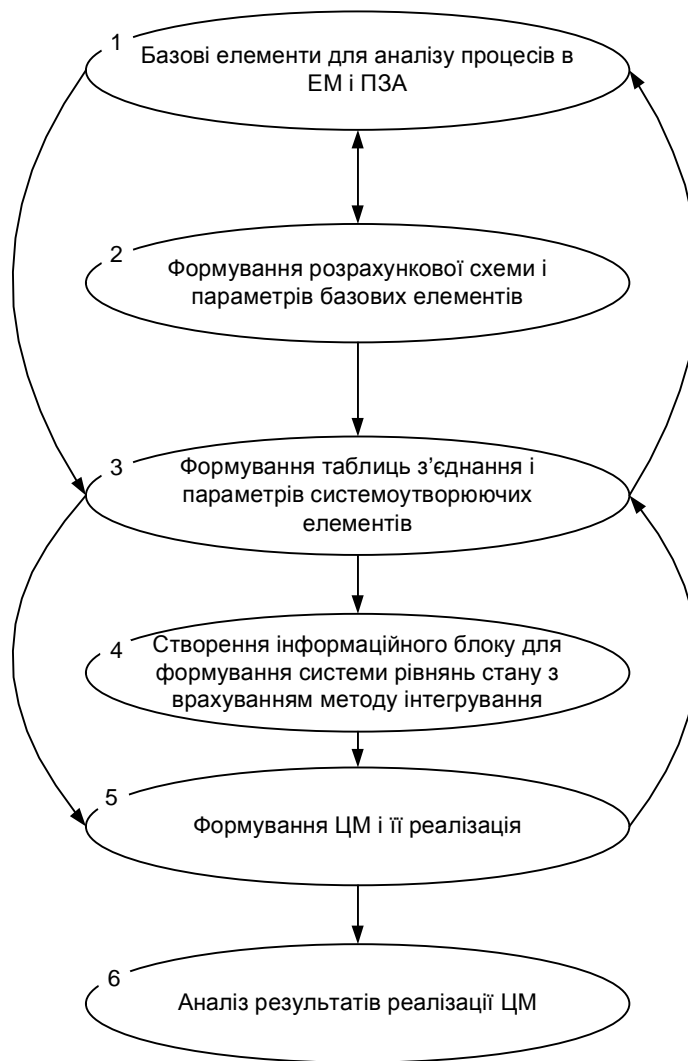 1
Базові елементи для аналізу процесів в
ЕМ і ПЗА
2
Формування розрахункової схеми і
параметрів базових елементів
3
Формування таблиць з’єднання і
параметрів системоутворюючих
елементів
4
Створення інформаційного блоку для
формування системи рівнянь стану з
врахуванням методу інтегрування
5
Формування ЦМ і її реалізація
6
Аналіз результатів реалізації ЦМ